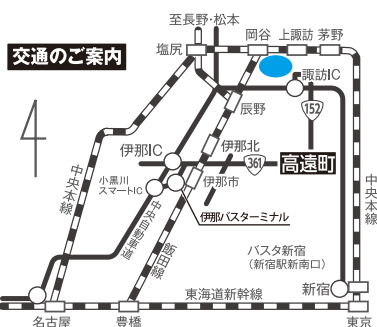 交通のご案内
至長野・松本
塩尻
岡谷
上諏訪
茅野
諏訪IC
辰野
152
伊那IC
伊那北
361
高遠町
小黒川
スマートIC
伊那市
伊那バスターミナル
中央本線
中央自動車道
飯田線
中央本線
バスタ新宿
(新宿駅新南口)
新宿
東海道新幹線
名古屋
豊橋
東京